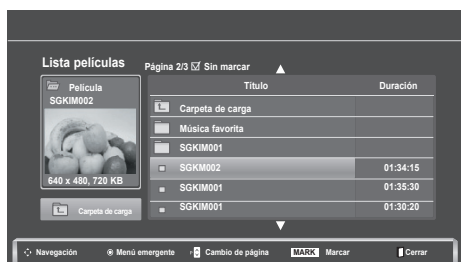 Lista películas
Página 2/3 Sin marcar
Película
SGKIM002
640 x 480, 720 KB
Carpeta de carga
Título Duración
Carpeta de carga
Música favorita
SGKIM001
SGKM002 01:34:15
SGKIM001 01:35:30
SGKIM001 01:30:20
Navegación Menú emergente P Cambio de página MARK Marcar Cerrar